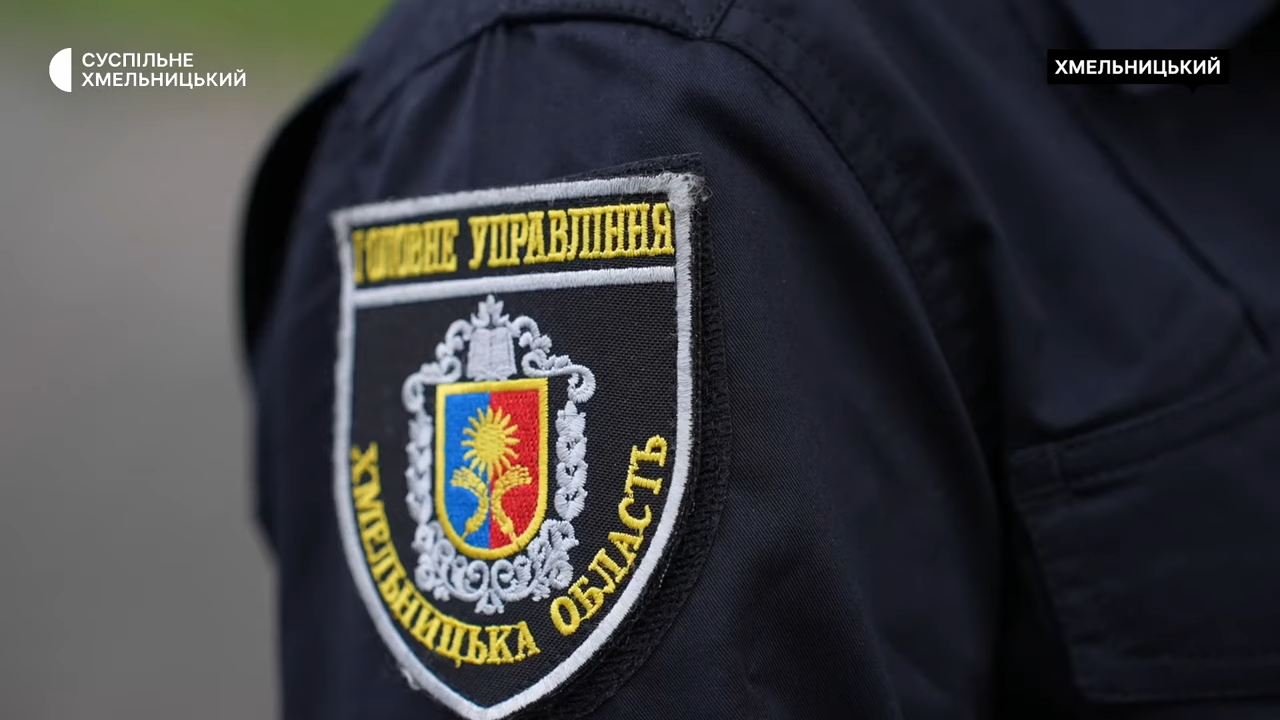 СУСПІЛЬНЕ
ХМЕЛЬНИЦЬКИЙ
ХМЕЛЬНИЦЬКИЙ
ГОЛОВНЕ УПРАВЛІННЯ
ХМЕЛЬНИЦЬКА ОБЛАСТЬ